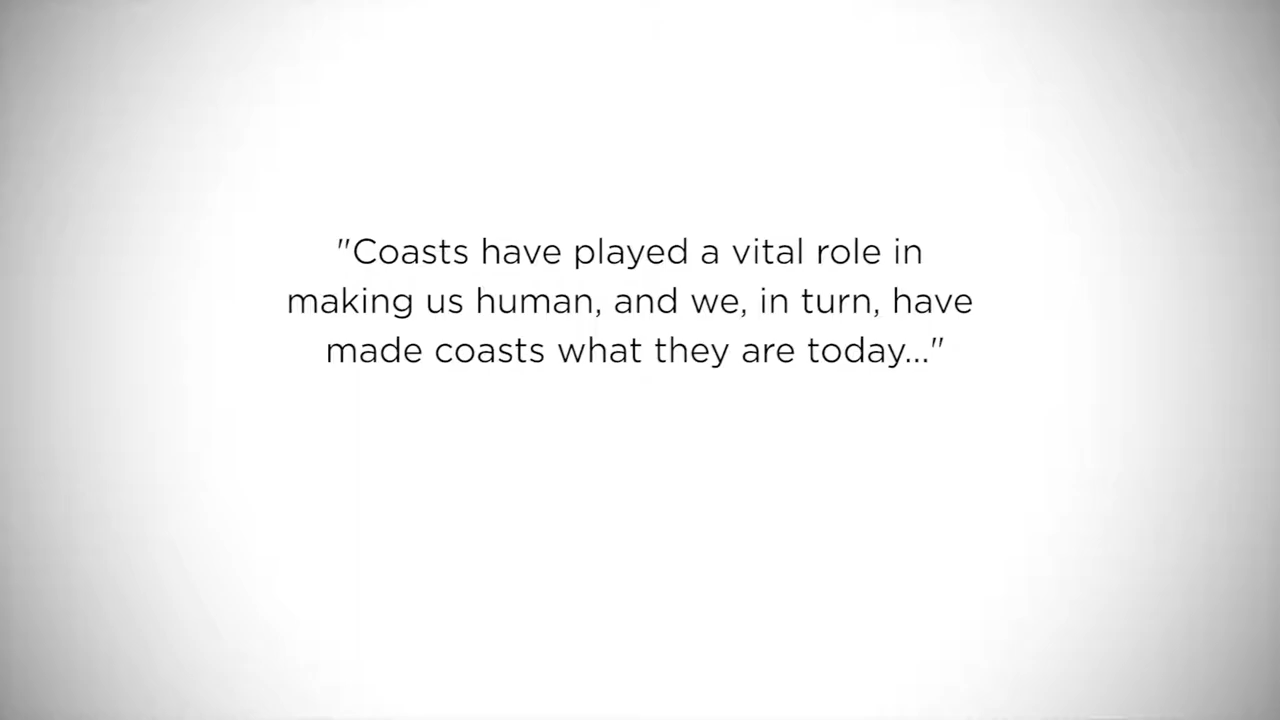 "Coasts have played a vital role in
making us human, and we, in turn, have
made coasts what they are today..."